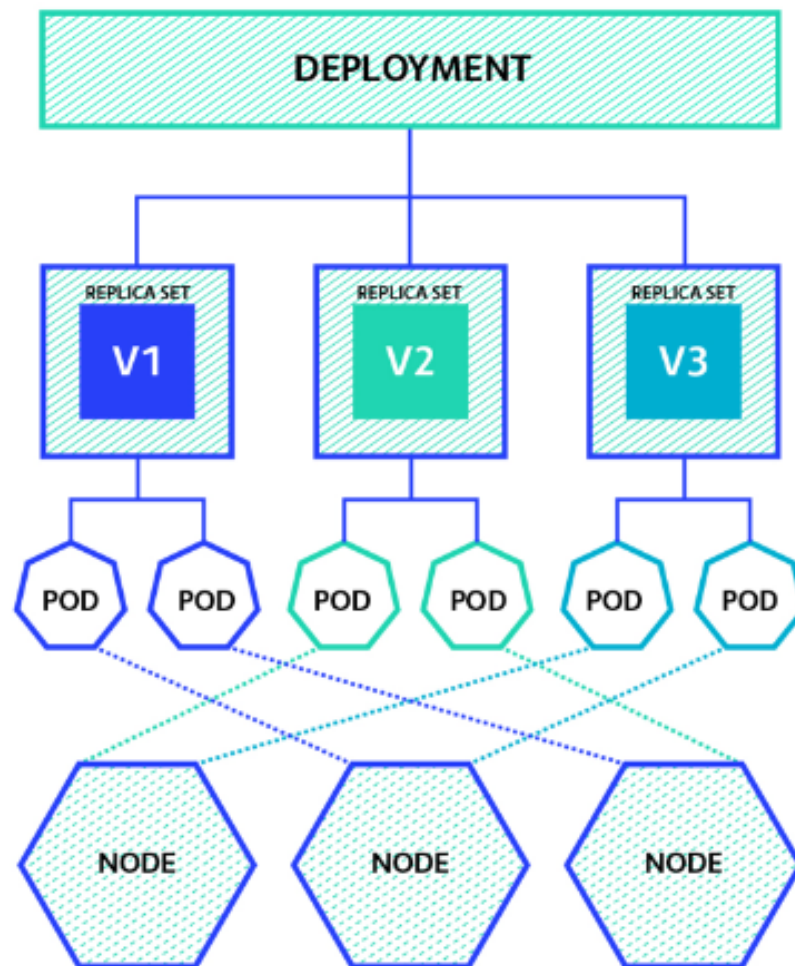 DEPLOYMENT
REPLICA SET
V1
REPLICA SET
V2
REPLICA SET
V3
POD
POD
POD
POD
POD
POD
NODE
NODE
NODE